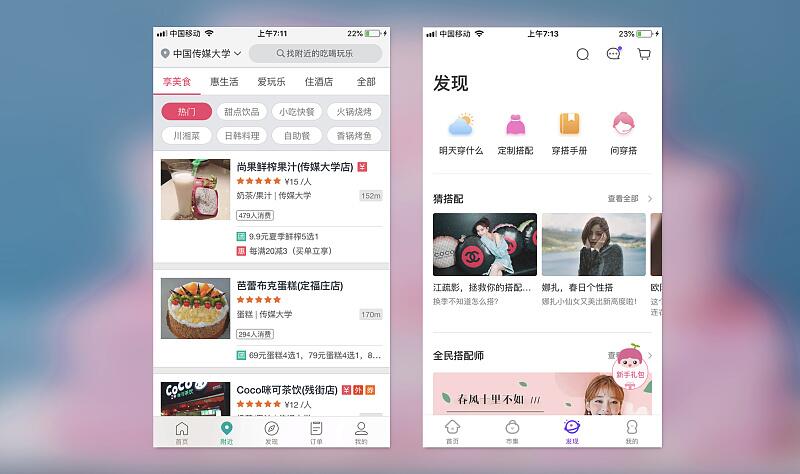 中国移动 上午7:11 22%
中国传媒大学 找附近的吃喝玩乐
享美食 惠生活 爱玩乐 住酒店 全部
热门 甜点饮品 小吃快餐 火锅烧烤
川湘菜 日韩料理 自助餐 香锅烤鱼
尚果鲜榨果汁(传媒大学店) ¥
¥15 /人
奶茶/果汁 | 传媒大学 152m
479人消费
团 9.9元夏季鲜榨5选1
惠 每满20减3（买单立享）
芭蕾布克蛋糕(定福庄店)
蛋糕 | 传媒大学 170m
294人消费
团 69元蛋糕4选1，79元蛋糕4选1，8...
COCO
Coco咪可茶饮(残街店) ¥ 外 券
¥12 /人
首页 附近 发现 订单 我的
中国移动 上午7:13 23%
发现
明天穿什么 定制搭配 穿搭手册 问穿搭
猜搭配 查看全部
江疏影，拯救你的搭配... 娜扎，春日个性搭
换季不知道怎么搭? 娜扎小仙女又美出新高度啦!
全民搭配师 查看
新手礼包
春风十里不如
首页 市集 发现 我的